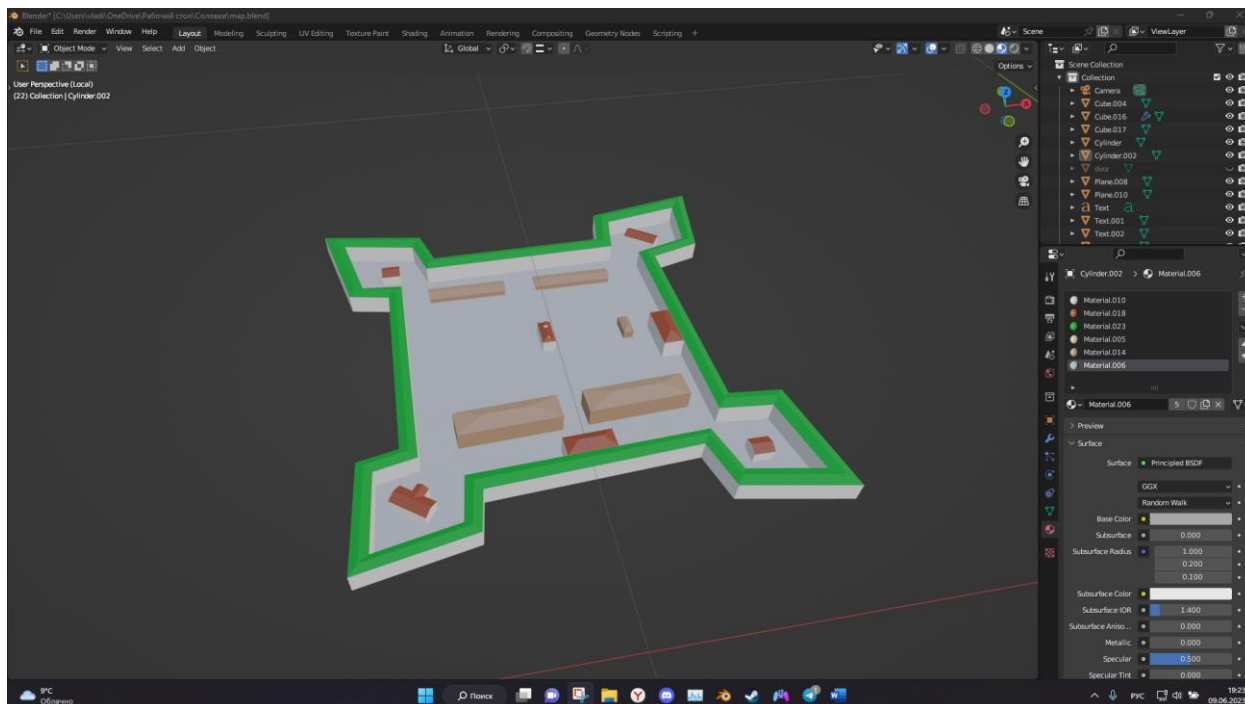 Blender* [C:\Users\vladi\OneDrive\Рабочий стол\Соловки\map.blend]
File Edit Render Window Help Layout Modeling Sculpting UV Editing Texture Paint Shading Animation Rendering Compositing Geometry Nodes Scripting + Scene ViewLayer
Object Mode View Select Add Object Global
Options
User Perspective (Local)
(22) Collection | Cylinder.002
Scene Collection
Collection
Camera
Cube.004
Cube.016
Cube.017
Cylinder
Cylinder.002
dvor
Plane.008
Plane.010
Text
Text.001
Text.002
Cylinder.002 > Material.006
Material.010
Material.018
Material.023
Material.005
Material.014
Material.006
Material.006 5
Preview
Surface
Surface Principled BSDF
GGX
Random Walk
Base Color
Subsurface 0.000
Subsurface Radius 1.000
0.200
0.100
Subsurface Color
Subsurface IOR 1.400
Subsurface Aniso... 0.000
Metallic 0.000
Specular 0.500
Specular Tint 0.000
9°C
Облачно
Поиск
РУС
19:23
09.06.2023